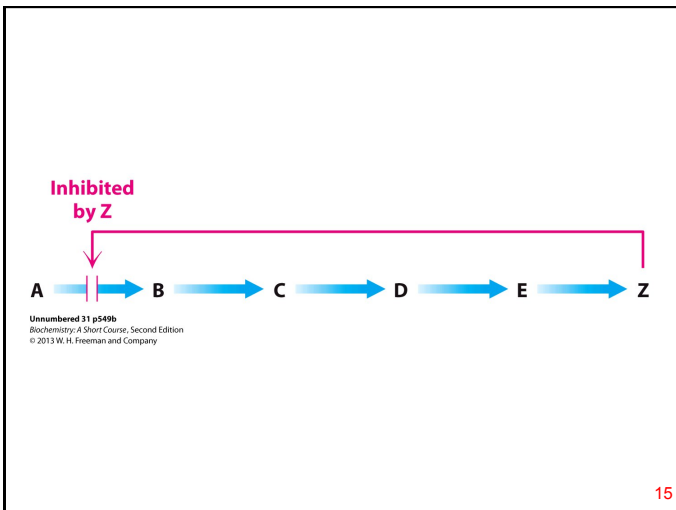 Inhibited
by Z
A B C D E Z
Unnumbered 31 p549b
Biochemistry: A Short Course, Second Edition
© 2013 W. H. Freeman and Company
15